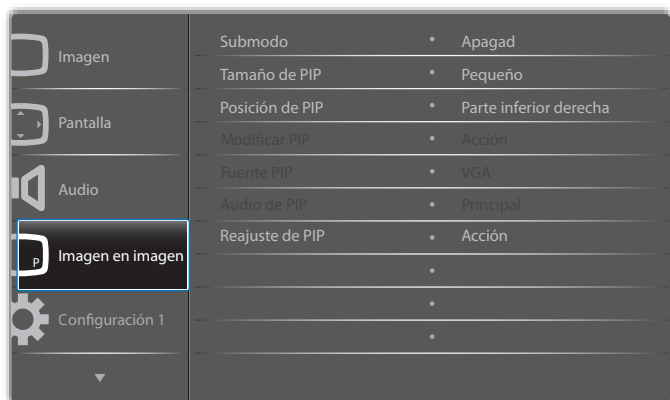 Imagen
Pantalla
Audio
P
Imagen en imagen
Configuración 1
Submodo • Apagad
Tamaño de PIP • Pequeño
Posición de PIP • Parte inferior derecha
Modificar PIP • Acción
Fuente PIP • VGA
Audio de PIP • Principal
Reajuste de PIP • Acción
•
•
•